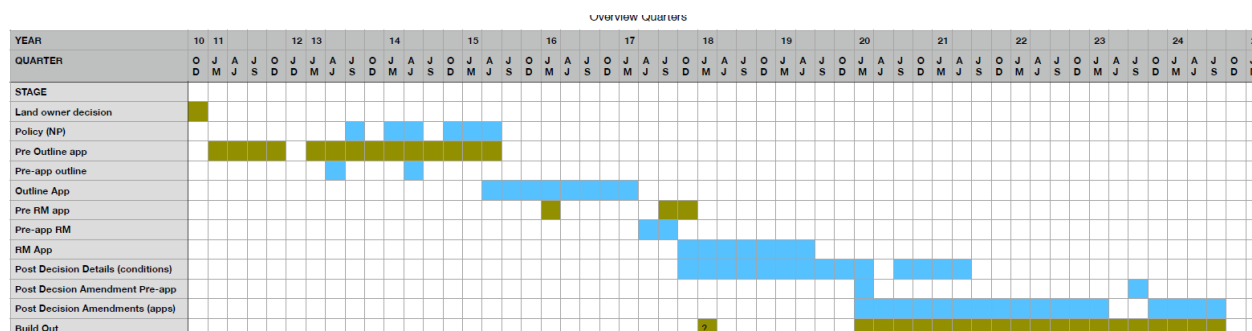 Overview Quarters
YEAR 10 11 12 13 14 15 16 17 18 19 20 21 22 23 24
QUARTER O J A J O J J A J O J A J O J A J O J A J O J A J O J A J O J A J O J A J O J A J O J A J O J A J O J A J O
D M J S D D M J S D M J S D M J S D M J S D M J S D M J S D M J S D M J S D M J S D M J S D M J S D M J S D
STAGE
Land owner decision
Policy (NP)
Pre Outline app
Pre-app outline
Outline App
Pre RM app
Pre-app RM
RM App
Post Decision Details (conditions)
Post Decsion Amendment Pre-app
Post Decision Amendments (apps)
Build Out ?